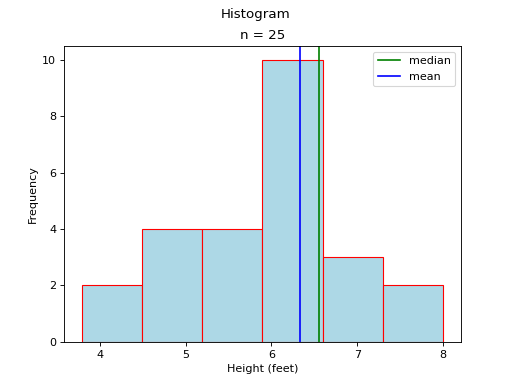 Histogram
n = 25
median
mean
Frequency
10
8
6
4
2
0
4 5 6 7 8
Height (feet)